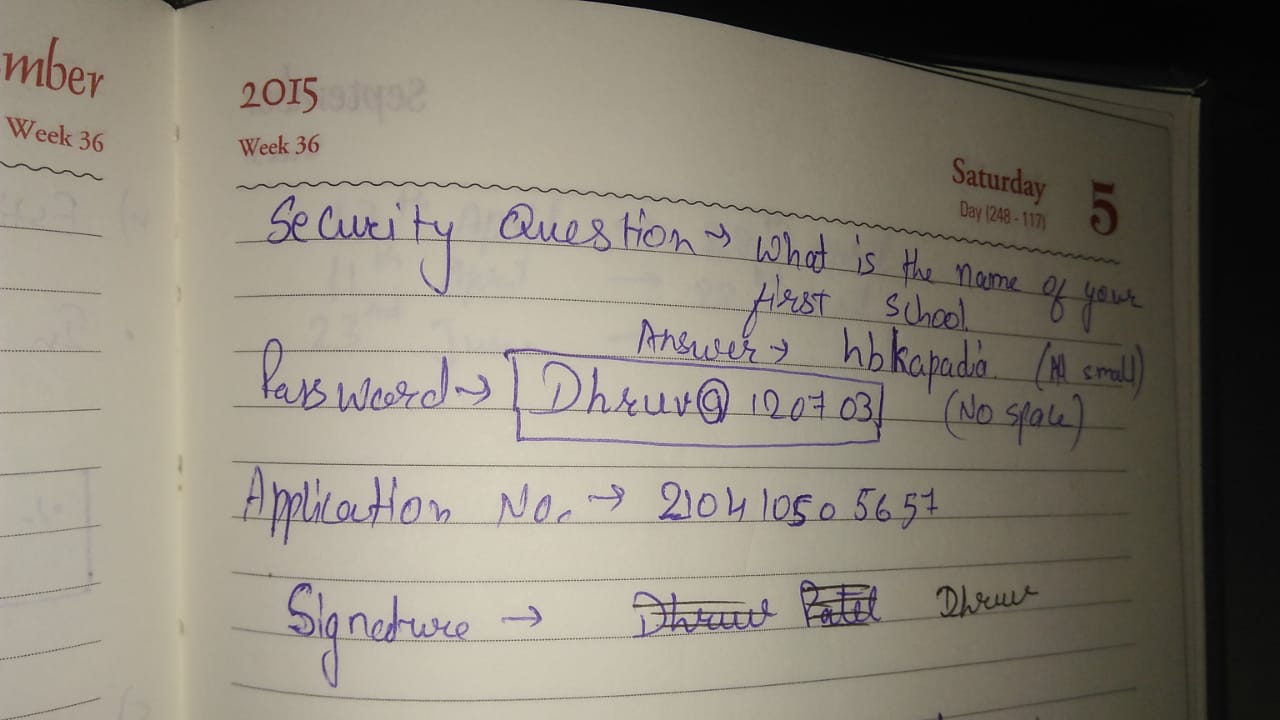 mber
Week 36
2015
Week 36
Saturday
Day (248 - 117)
5
Security Question → What is the name of your
first school
Answer → hbkapadia. (All small)
Password → Dhruv@120703 (No space)
Application No. → 210410505657
Signature → Dhruv Patel Dhruv